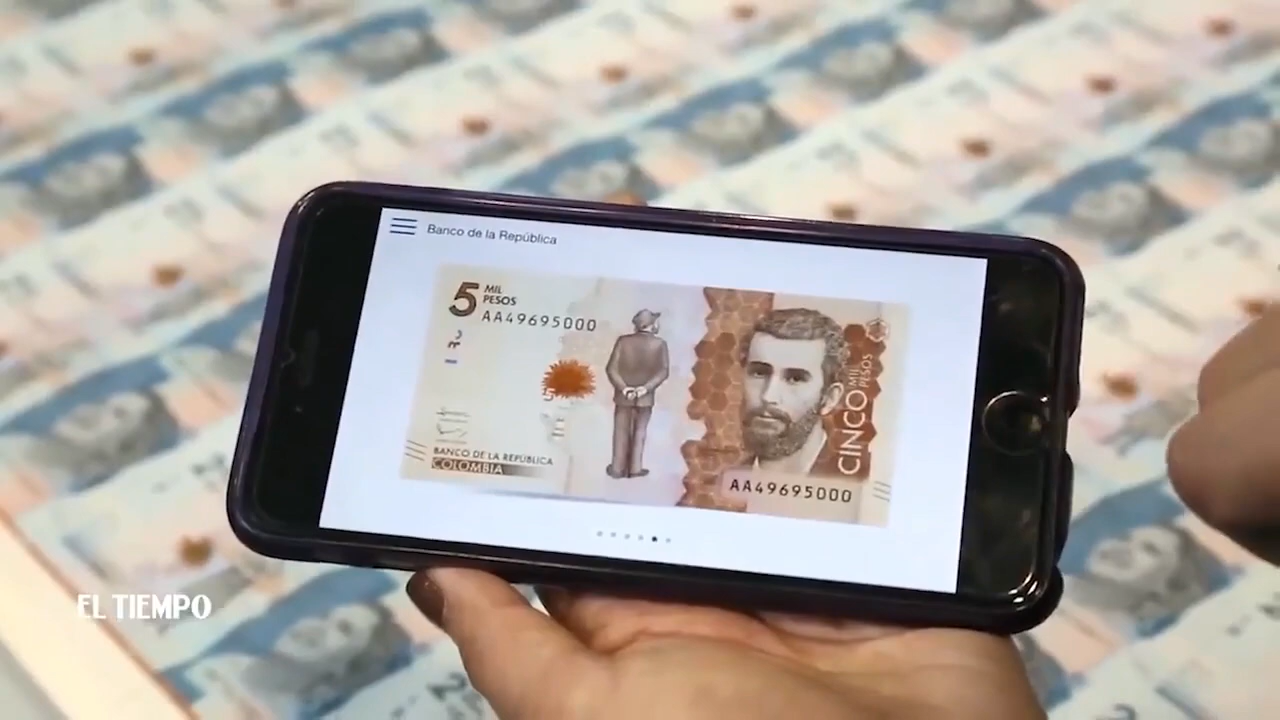 Banco de la República
5 MIL
PESOS
AA49695000
5
BANCO DE LA REPÚBLICA
COLOMBIA
CINCO MIL
PESOS
AA49695000
EL TIEMPO